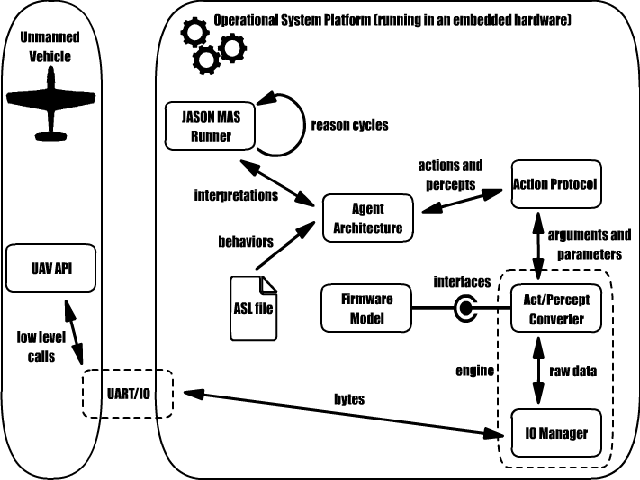 Operational System Platform (running in an embedded hardware)
Unmanned
Vehicle
JASON MAS
Runner
reason cycles
interpretations
actions and
percepts
Action Protocol
Agent
Architecture
behaviors
arguments and
parameters
UAV API
ASL file
Firmware
Model
interfaces
Act/Percept
Converter
low level
calls
engine
raw data
UART/IO
bytes
IO Manager